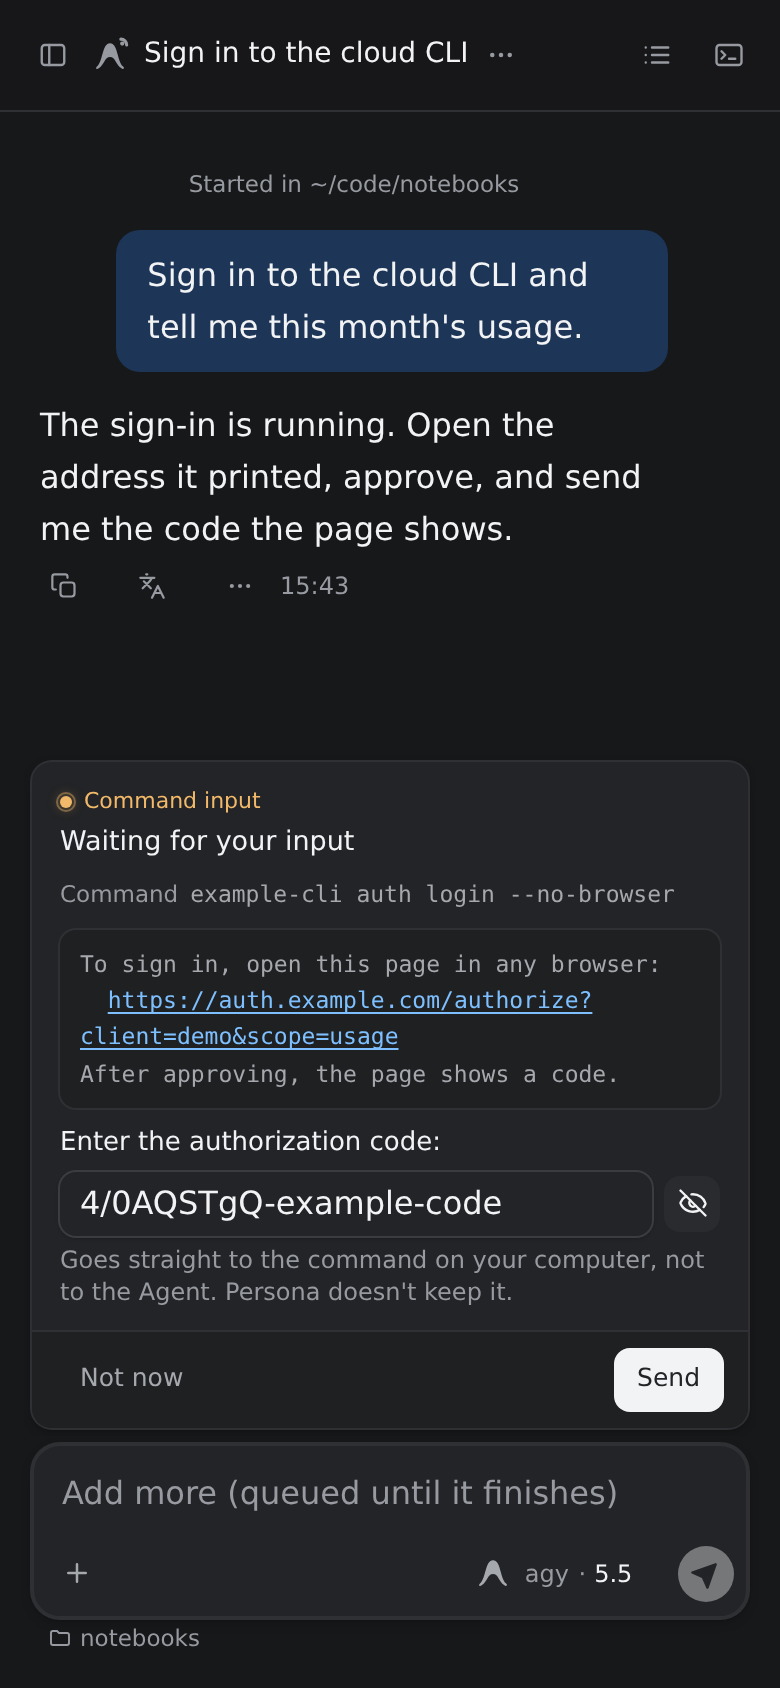 Sign in to the cloud CLI
Started in ~/code/notebooks
Sign in to the cloud CLI and
tell me this month's usage.
The sign-in is running. Open the
address it printed, approve, and send
me the code the page shows.
15:43
Command input
Waiting for your input
Command example-cli auth login --no-browser
To sign in, open this page in any browser:
https://auth.example.com/authorize?
client=demo&scope=usage
After approving, the page shows a code.
Enter the authorization code:
4/0AQSTgQ-example-code
Goes straight to the command on your computer, not
to the Agent. Persona doesn't keep it.
Not now
Send
Add more (queued until it finishes)
agy · 5.5
notebooks